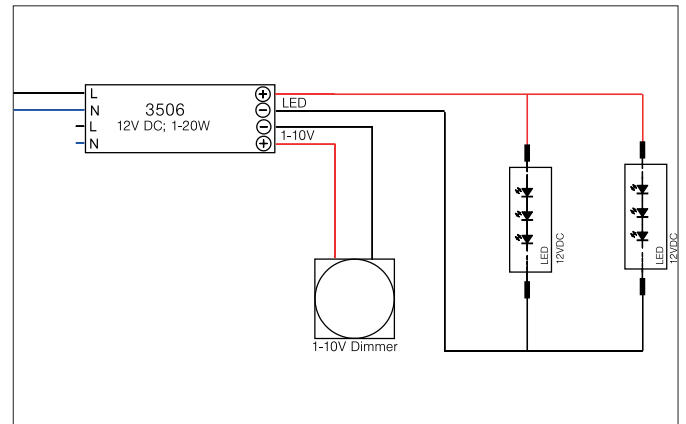 L
N
L
N
3506
12V DC; 1-20W
LED
1-10V
1-10V Dimmer
LED
12VDC
LED
12VDC